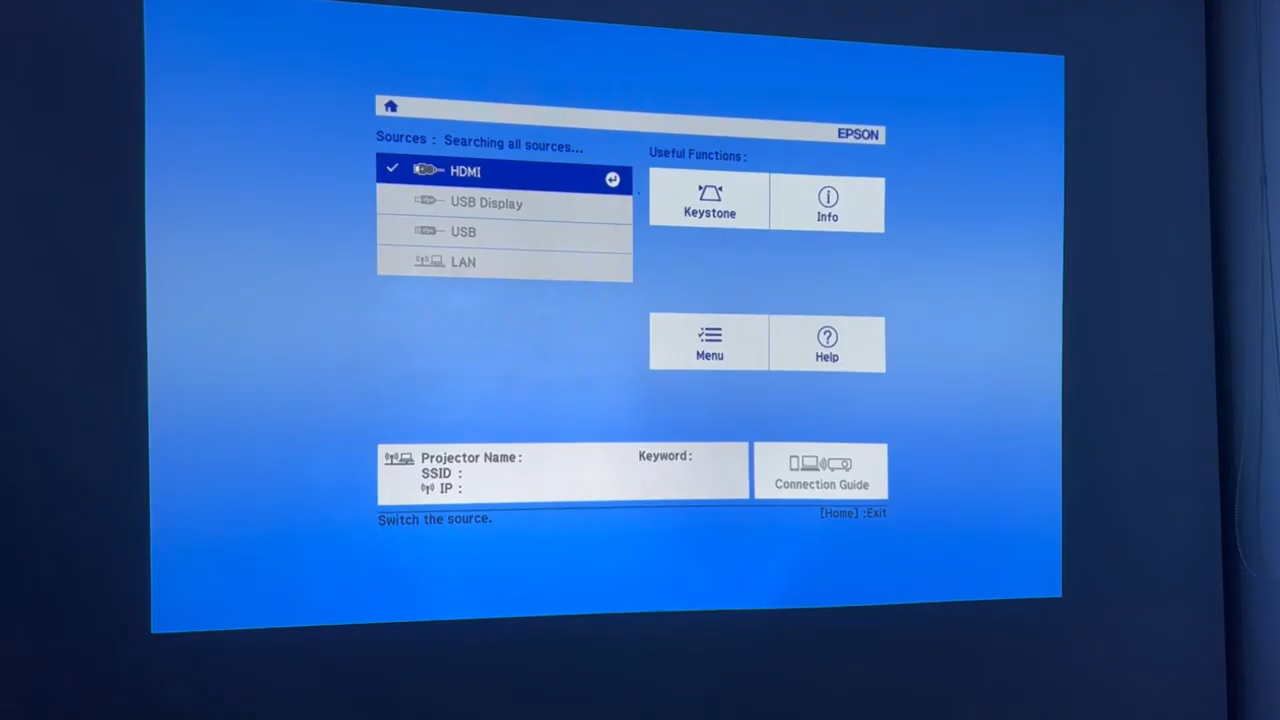 EPSON
Sources : Searching all sources...
HDMI
USB Display
USB
LAN
Useful Functions:
Keystone
Info
Menu
Help
Projector Name:
Keyword:
SSID :
IP :
Connection Guide
Switch the source.
[Home] :Exit